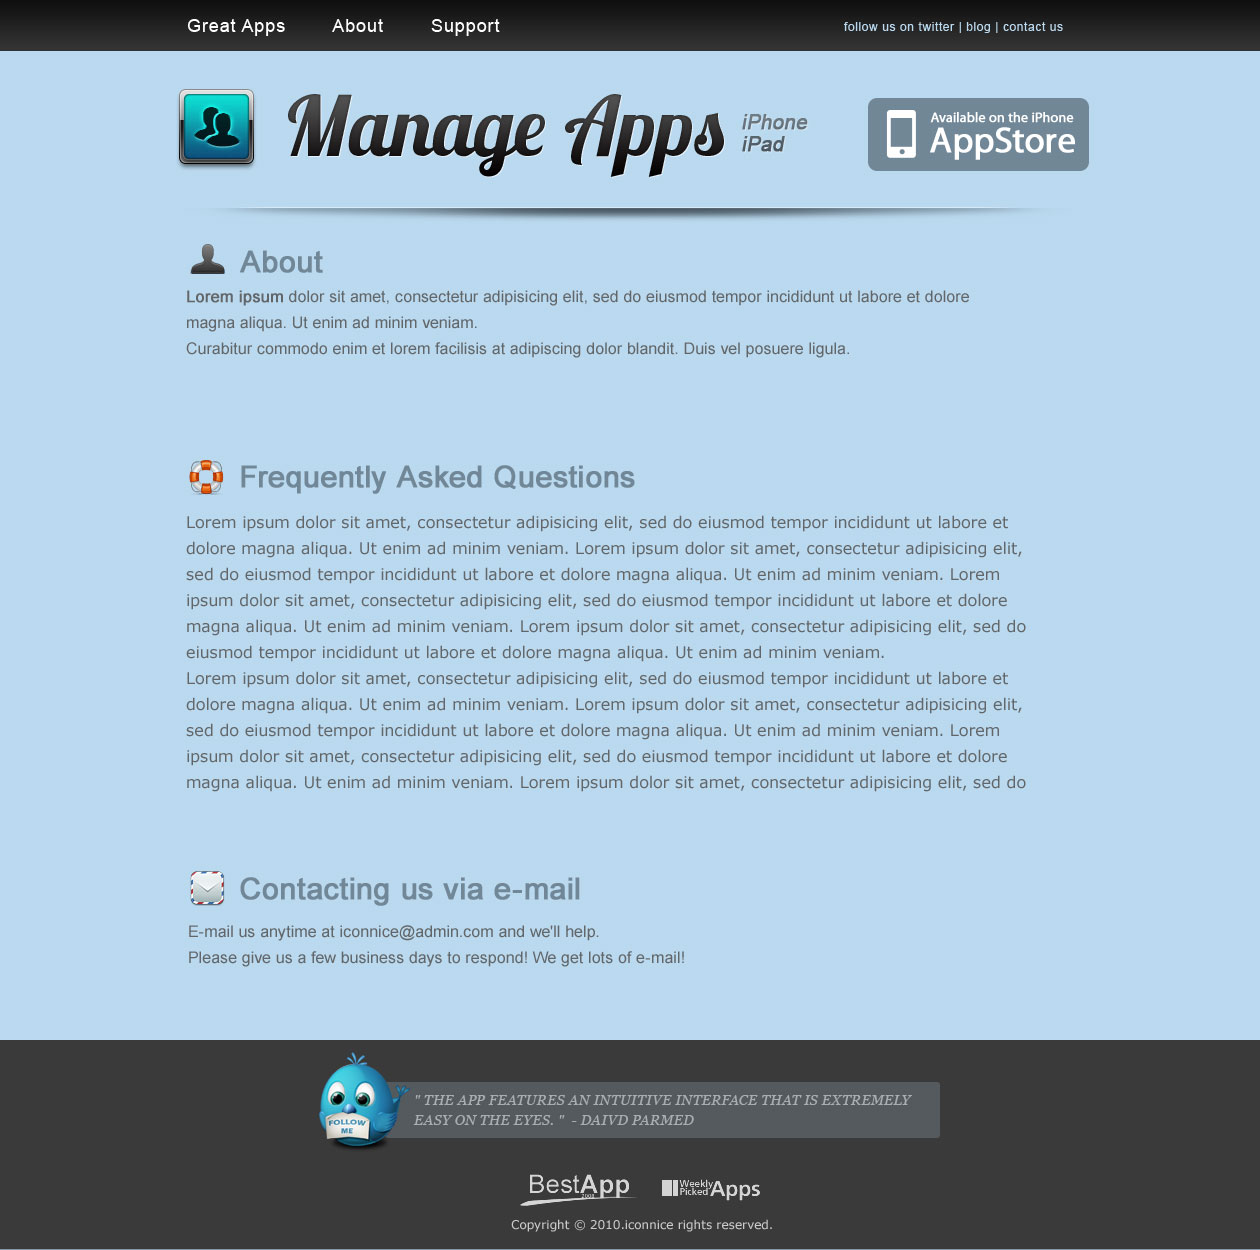 Great Apps About Support follow us on twitter | blog | contact us
Manage Apps
iPhone
iPad
Available on the iPhone
AppStore
About
Lorem ipsum dolor sit amet, consectetur adipisicing elit, sed do eiusmod tempor incididunt ut labore et dolore
magna aliqua. Ut enim ad minim veniam.
Curabitur commodo enim et lorem facilisis at adipiscing dolor blandit. Duis vel posuere ligula.
Frequently Asked Questions
Lorem ipsum dolor sit amet, consectetur adipisicing elit, sed do eiusmod tempor incididunt ut labore et
dolore magna aliqua. Ut enim ad minim veniam. Lorem ipsum dolor sit amet, consectetur adipisicing elit,
sed do eiusmod tempor incididunt ut labore et dolore magna aliqua. Ut enim ad minim veniam. Lorem
ipsum dolor sit amet, consectetur adipisicing elit, sed do eiusmod tempor incididunt ut labore et dolore
magna aliqua. Ut enim ad minim veniam. Lorem ipsum dolor sit amet, consectetur adipisicing elit, sed do
eiusmod tempor incididunt ut labore et dolore magna aliqua. Ut enim ad minim veniam.
Lorem ipsum dolor sit amet, consectetur adipisicing elit, sed do eiusmod tempor incididunt ut labore et
dolore magna aliqua. Ut enim ad minim veniam. Lorem ipsum dolor sit amet, consectetur adipisicing elit,
sed do eiusmod tempor incididunt ut labore et dolore magna aliqua. Ut enim ad minim veniam. Lorem
ipsum dolor sit amet, consectetur adipisicing elit, sed do eiusmod tempor incididunt ut labore et dolore
magna aliqua. Ut enim ad minim veniam. Lorem ipsum dolor sit amet, consectetur adipisicing elit, sed do
Contacting us via e-mail
E-mail us anytime at iconnice@admin.com and we'll help.
Please give us a few business days to respond! We get lots of e-mail!
FOLLOW
ME
" THE APP FEATURES AN INTUITIVE INTERFACE THAT IS EXTREMELY
EASY ON THE EYES. " - DAIVD PARMED
BestApp
2008
Weekly
Picked Apps
Copyright © 2010.iconnice rights reserved.